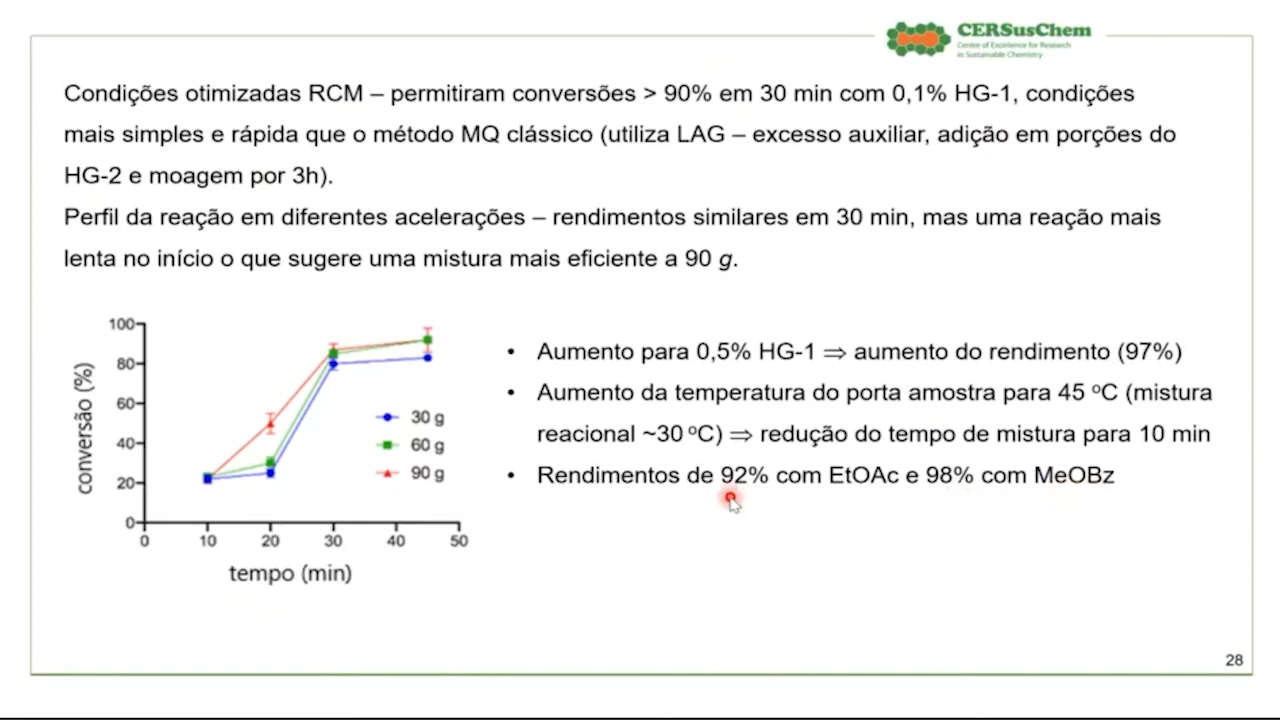 CERSusChem
Centre of Excellence for Research
in Sustainable Chemistry
Condições otimizadas RCM – permitiram conversões > 90% em 30 min com 0,1% HG-1, condições
mais simples e rápida que o método MQ clássico (utiliza LAG – excesso auxiliar, adição em porções do
HG-2 e moagem por 3h).
Perfil da reação em diferentes acelerações – rendimentos similares em 30 min, mas uma reação mais
lenta no início o que sugere uma mistura mais eficiente a 90 g.
conversão (%)
100
80
60
40
20
0
0 10 20 30 40 50
tempo (min)
30 g
60 g
90 g
• Aumento para 0,5% HG-1 ⇒ aumento do rendimento (97%)
• Aumento da temperatura do porta amostra para 45 ºC (mistura
reacional ~30 ºC) ⇒ redução do tempo de mistura para 10 min
• Rendimentos de 92% com EtOAc e 98% com MeOBz
28